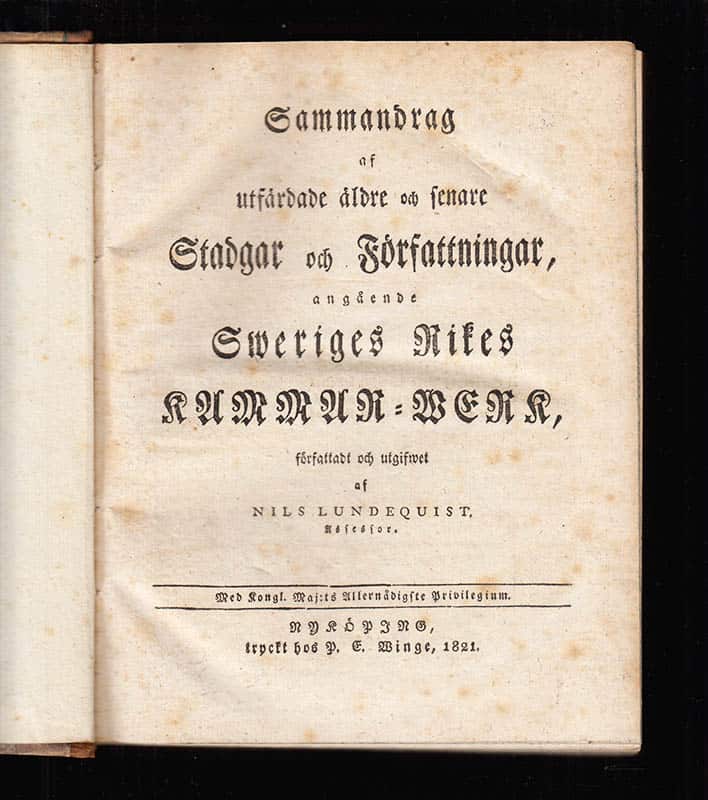 Sammandrag
af
utfärdade äldre och senare
Stadgar och Författningar,
angående
Sweriges Rikes
KAMMAR-WERK,
författadt och utgifwet
af
NILS LUNDEQUIST,
Assessor.
Med Kongl. Maj:ts Allernådigste Privilegium.
NYKÖPING,
tryckt hos P. E. Winge, 1821.